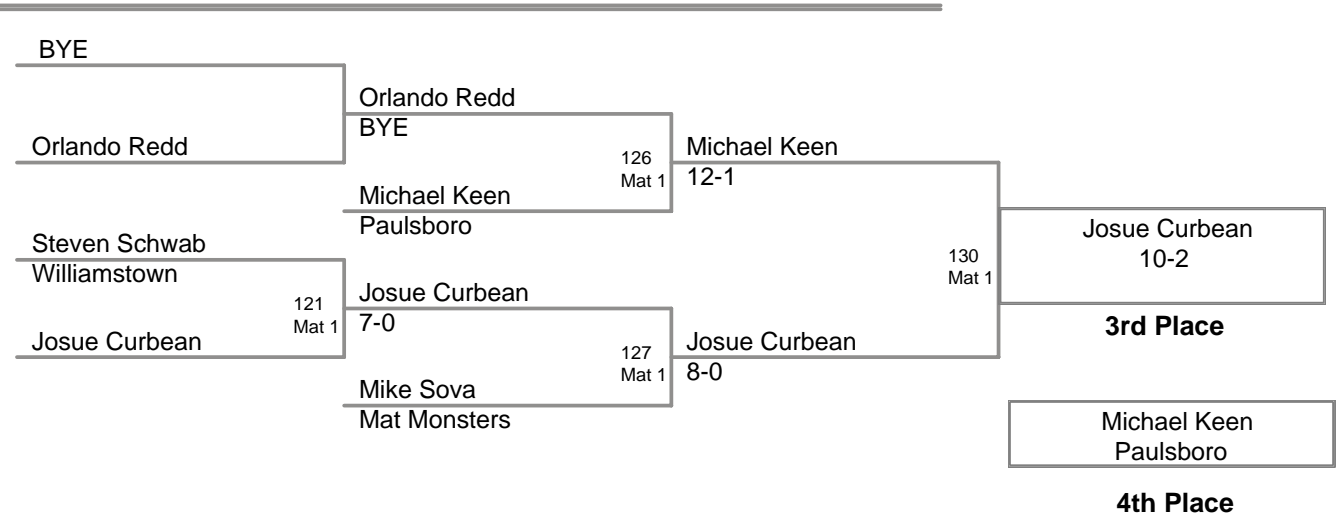 BYE
Orlando Redd
Orlando Redd
BYE
126
Mat 1
Michael Keen
12-1
Michael Keen
Paulsboro
Steven Schwab
Williamstown
121
Mat 1
Josue Curbean
Josue Curbean
7-0
127
Mat 1
Josue Curbean
8-0
Mike Sova
Mat Monsters
130
Mat 1
Josue Curbean
10-2
3rd Place
Michael Keen
Paulsboro
4th Place